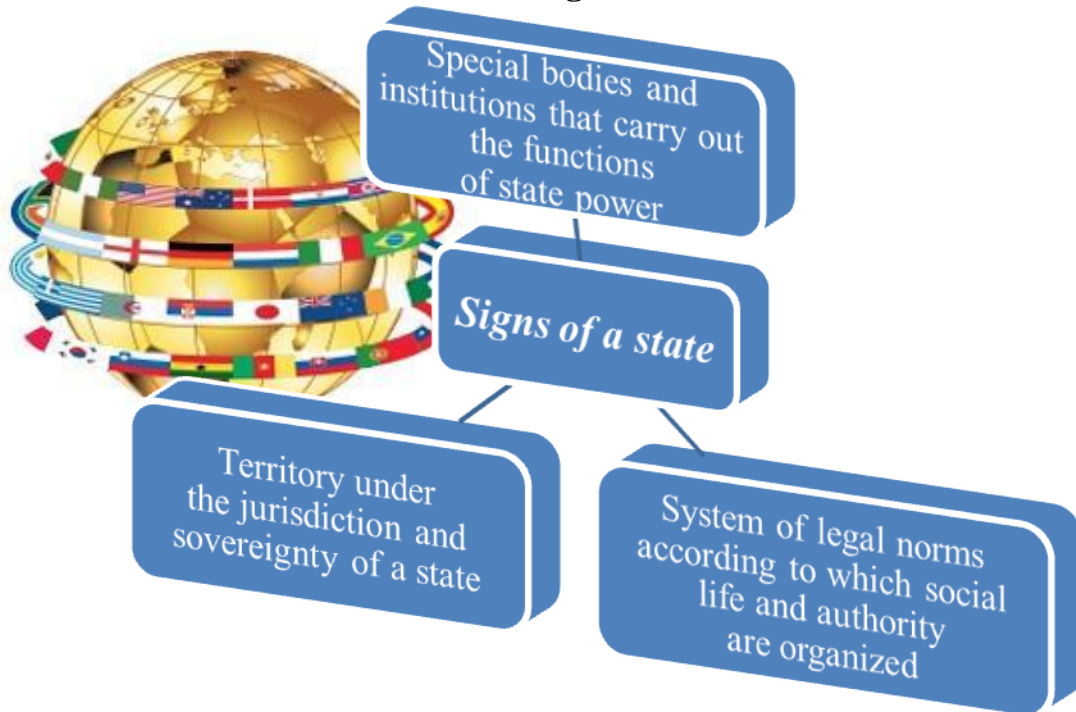 Special bodies and
institutions that carry out
the functions
of state power
Signs of a state
Territory under
the jurisdiction and
sovereignty of a state
System of legal norms
according to which social
life and authority
are organized